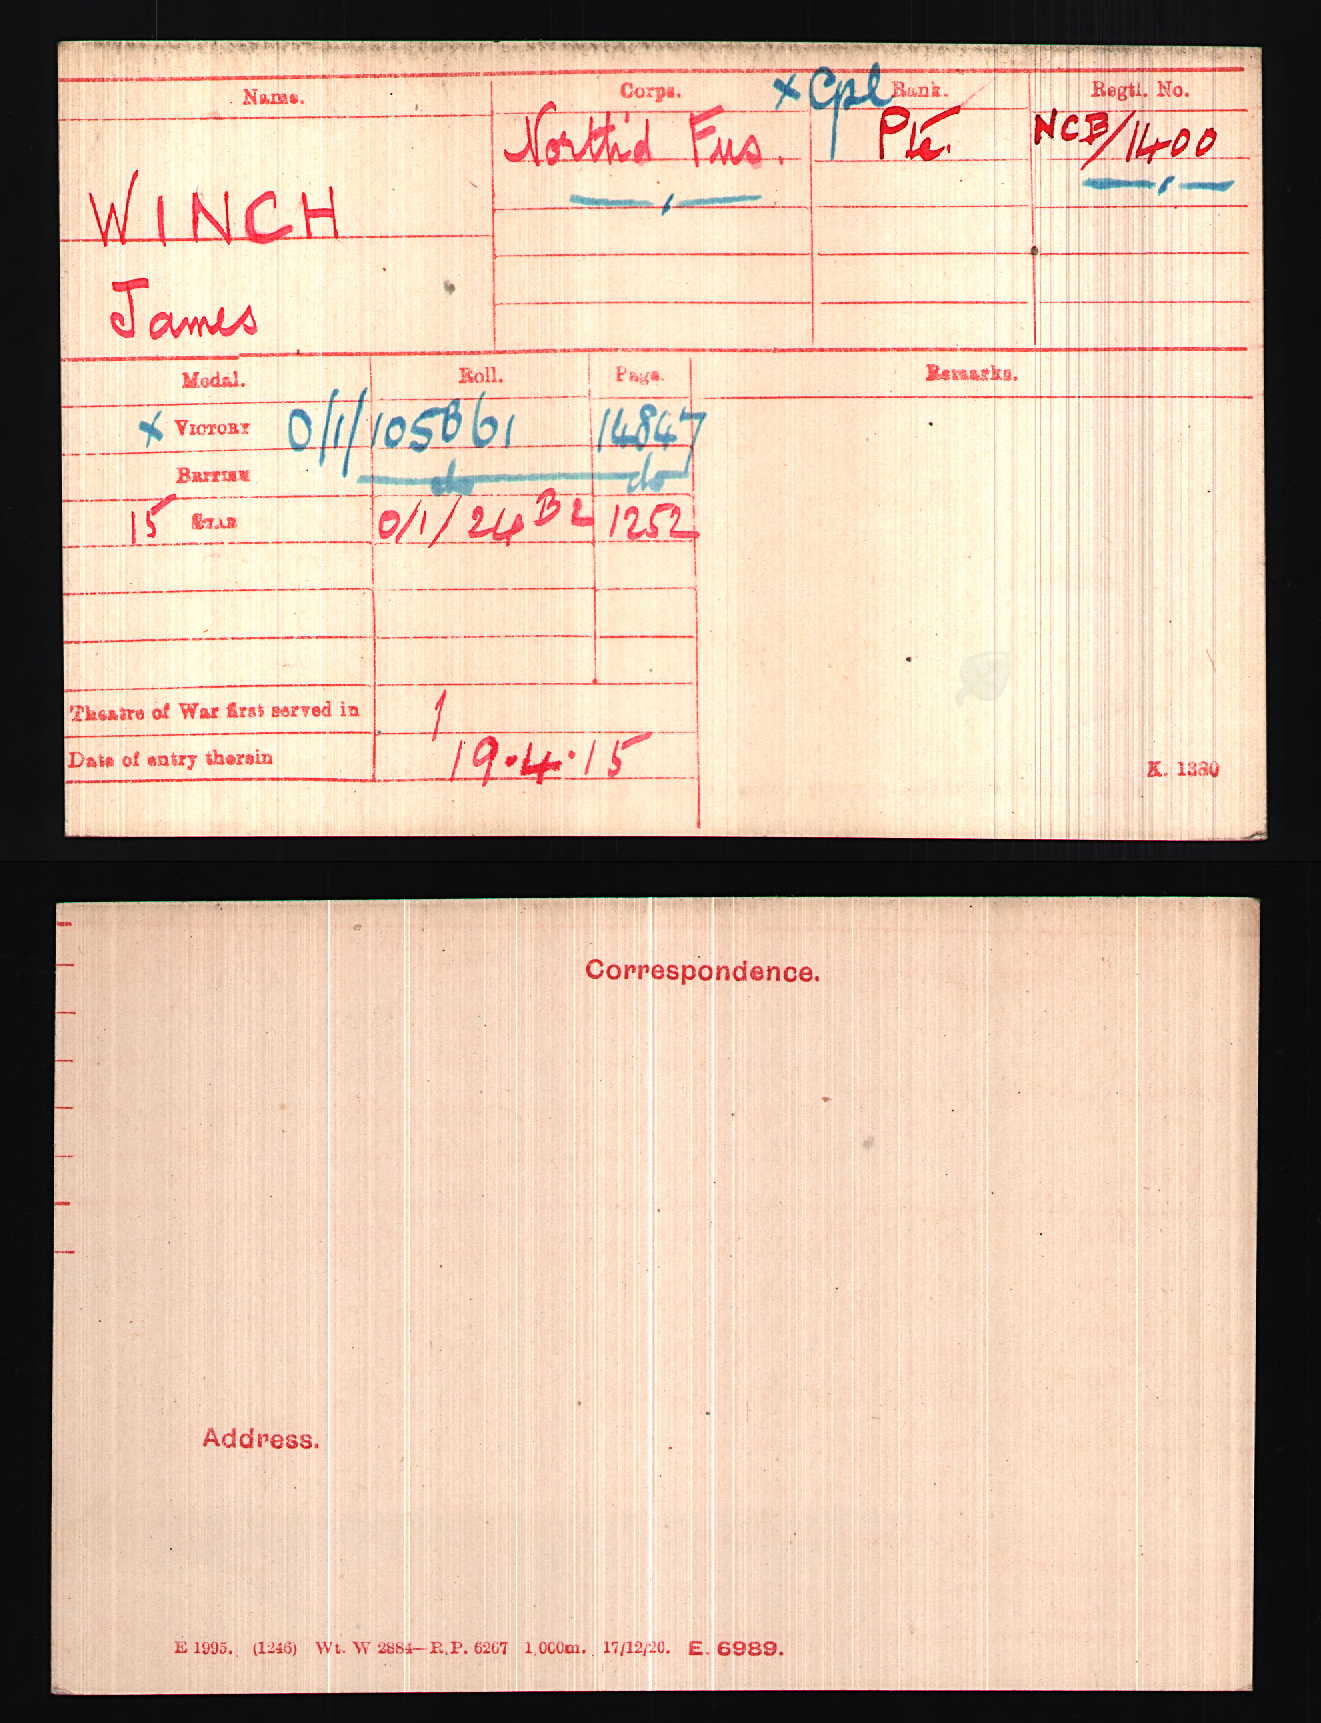 Name. Corps. x Cpl Rank. Regtl. No.
North'd Fus. Pte. NCB/1400
WINCH
James
Medal. Roll. Page. Remarks.
x VICTORY 0/1/105B61 14847
BRITISH do do
15 STAR 0/1/24B2 1252
Theatre of War first served in 1
Date of entry therein 19.4.15
K. 1380
Correspondence.
Address.
E 1995. (1246) Wt. W 2884—R.P. 6267 1,000m. 17/12/20. E. 6989.